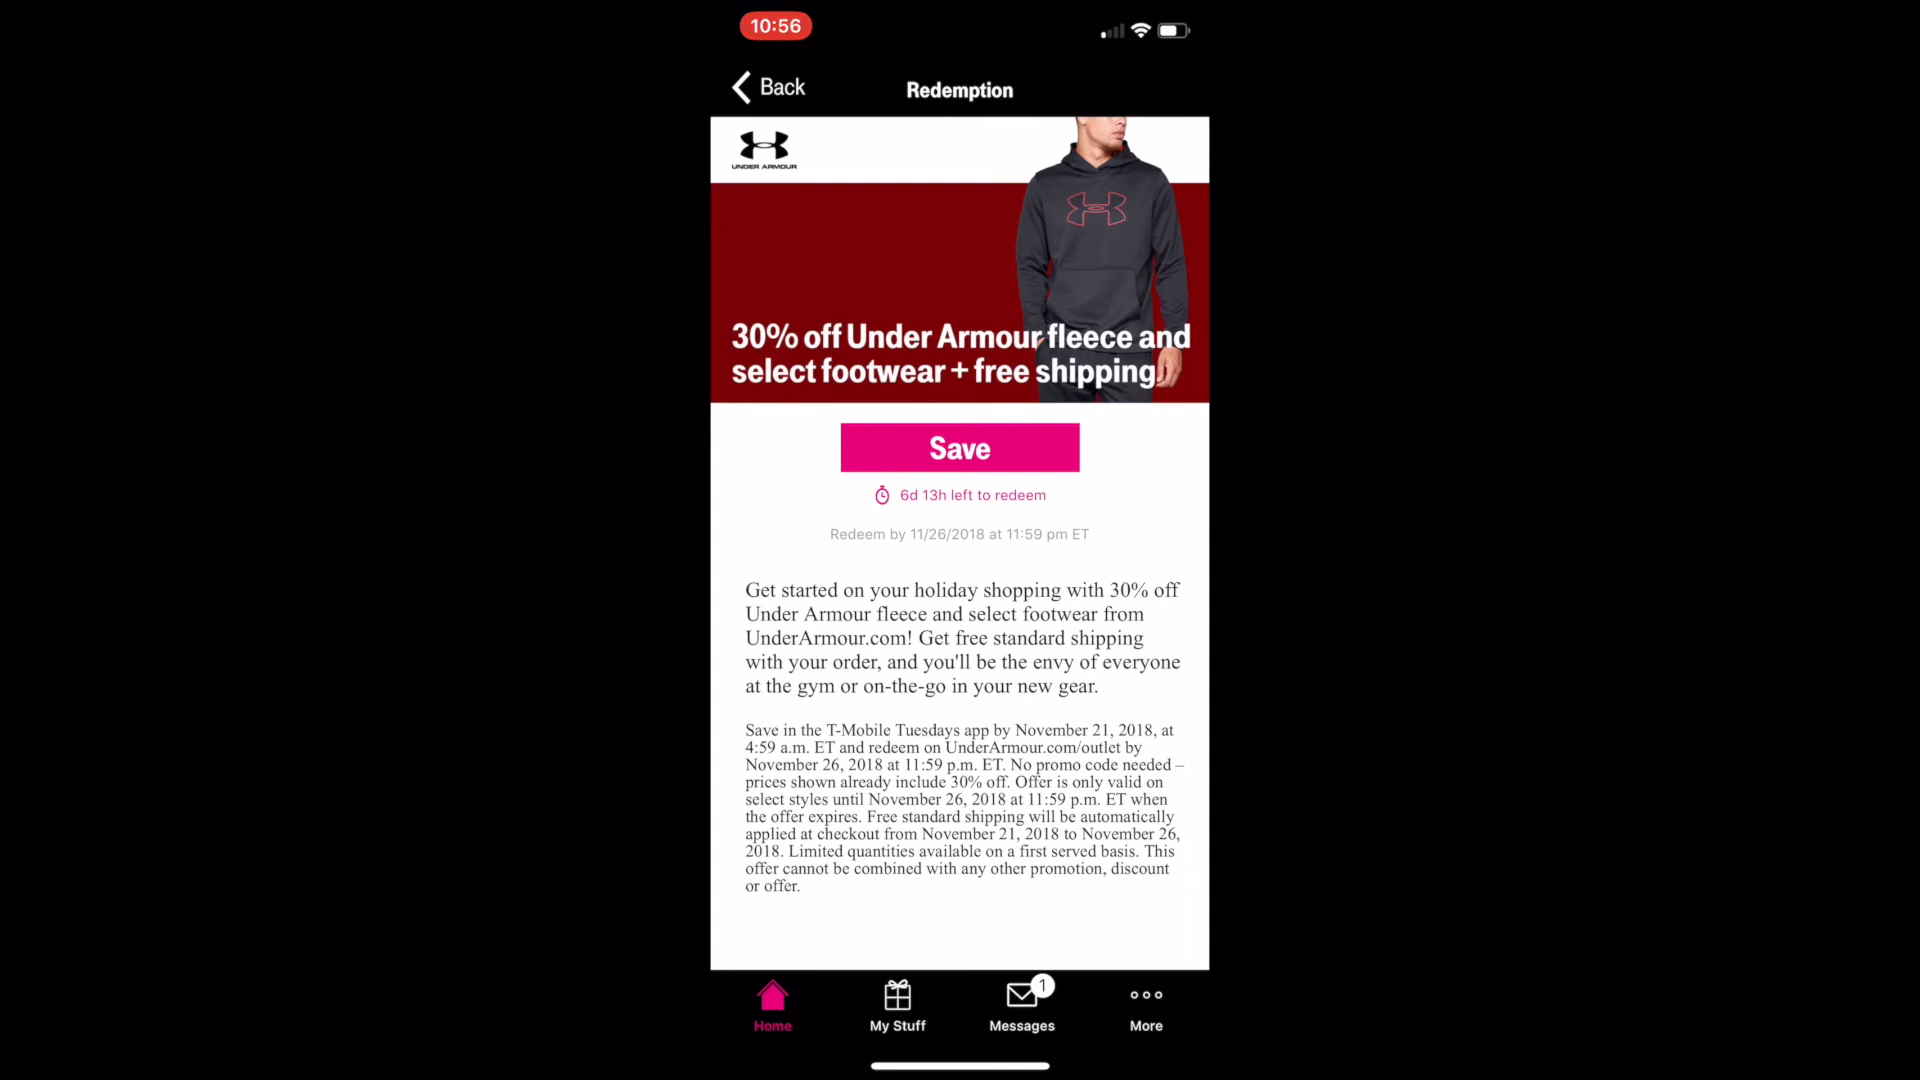 10:56
Back
Redemption
UNDER ARMOUR
30% off Under Armour fleece and
select footwear + free shipping
Save
6d 13h left to redeem
Redeem by 11/26/2018 at 11:59 pm ET
Get started on your holiday shopping with 30% off
Under Armour fleece and select footwear from
UnderArmour.com! Get free standard shipping
with your order, and you'll be the envy of everyone
at the gym or on-the-go in your new gear.
Save in the T-Mobile Tuesdays app by November 21, 2018, at
4:59 a.m. ET and redeem on UnderArmour.com/outlet by
November 26, 2018 at 11:59 p.m. ET. No promo code needed –
prices shown already include 30% off. Offer is only valid on
select styles until November 26, 2018 at 11:59 p.m. ET when
the offer expires. Free standard shipping will be automatically
applied at checkout from November 21, 2018 to November 26,
2018. Limited quantities available on a first served basis. This
offer cannot be combined with any other promotion, discount
or offer.
1
Home
My Stuff
Messages
More